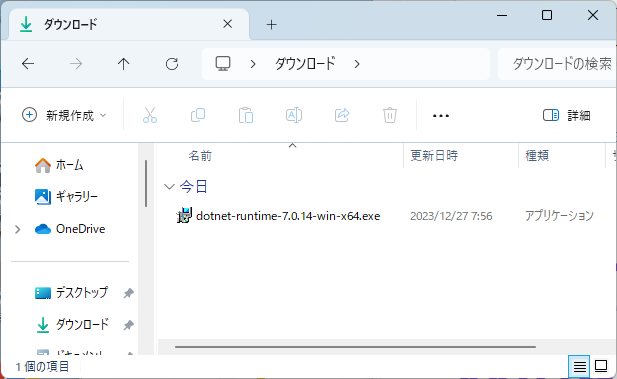 ダウンロード
ダウンロード
ダウンロードの検索
新規作成
詳細
名前
更新日時
種類
ホーム
ギャラリー
OneDrive
デスクトップ
ダウンロード
今日
dotnet-runtime-7.0.14-win-x64.exe
2023/12/27 7:56
アプリケーション
1 個の項目